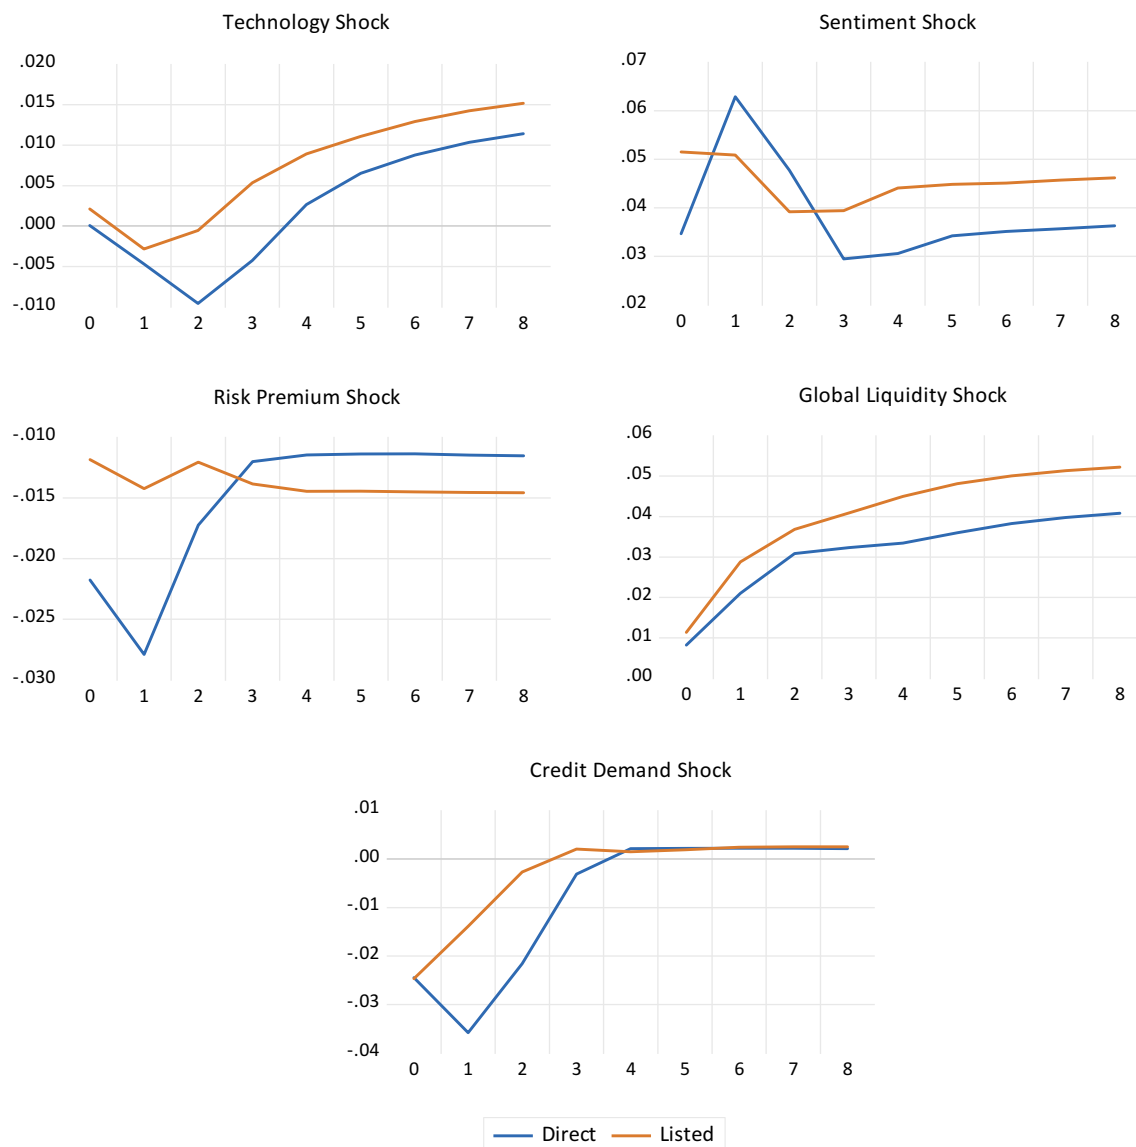 Technology Shock
.020
.015
.010
.005
.000
-.005
-.010
0 1 2 3 4 5 6 7 8
Sentiment Shock
.07
.06
.05
.04
.03
.02
0 1 2 3 4 5 6 7 8
Risk Premium Shock
-.010
-.015
-.020
-.025
-.030
0 1 2 3 4 5 6 7 8
Global Liquidity Shock
.06
.05
.04
.03
.02
.01
.00
0 1 2 3 4 5 6 7 8
Credit Demand Shock
.01
.00
-.01
-.02
-.03
-.04
0 1 2 3 4 5 6 7 8
Direct Listed